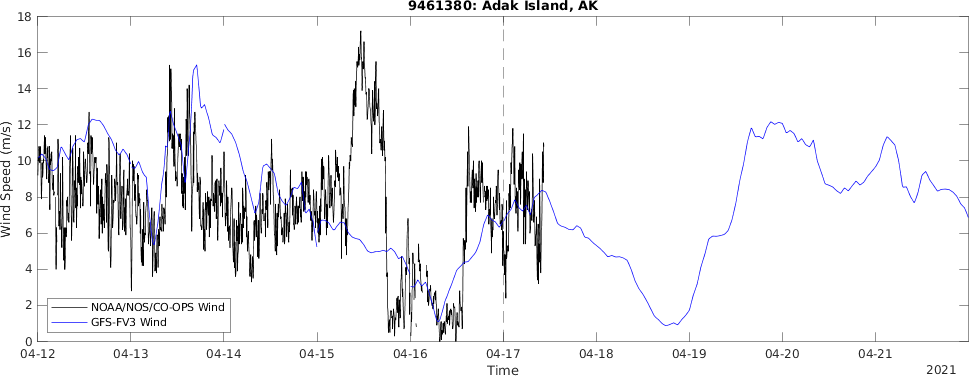 9461380: Adak Island, AK
18
16
14
12
10
8
6
4
2
0
Wind Speed (m/s)
NOAA/NOS/CO-OPS Wind
GFS-FV3 Wind
04-12 04-13 04-14 04-15 04-16 04-17 04-18 04-19 04-20 04-21
Time
2021